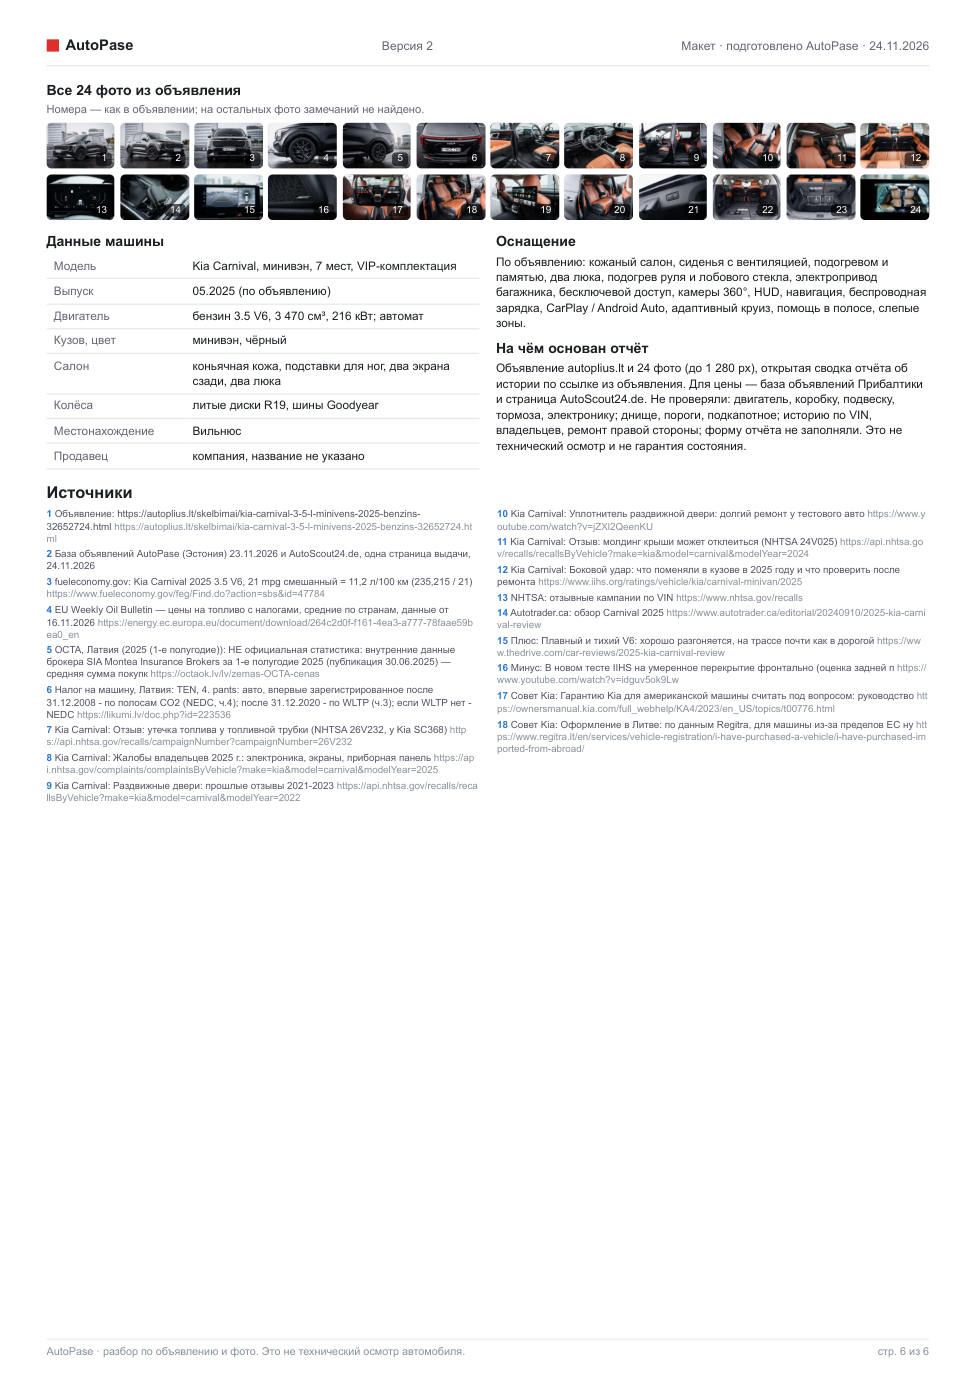 AutoPase
Версия 2
Макет · подготовлено AutoPase · 24.11.2026
Все 24 фото из объявления
Номера — как в объявлении; на остальных фото замечаний не найдено.
1 2 3 4 5 6 7 8 9 10 11 12
13 14 15 16 17 18 19 20 21 22 23 24
Данные машины
Модель Kia Carnival, минивэн, 7 мест, VIP-комплектация
Выпуск 05.2025 (по объявлению)
Двигатель бензин 3.5 V6, 3 470 см³, 216 кВт; автомат
Кузов, цвет минивэн, чёрный
Салон коньячная кожа, подставки для ног, два экрана
сзади, два люка
Колёса литые диски R19, шины Goodyear
Местонахождение Вильнюс
Продавец компания, название не указано
Оснащение
По объявлению: кожаный салон, сиденья с вентиляцией, подогревом и
памятью, два люка, подогрев руля и лобового стекла, электропривод
багажника, бесключевой доступ, камеры 360°, HUD, навигация, беспроводная
зарядка, CarPlay / Android Auto, адаптивный круиз, помощь в полосе, слепые
зоны.
На чём основан отчёт
Объявление autoplius.lt и 24 фото (до 1 280 px), открытая сводка отчёта об
истории по ссылке из объявления. Для цены — база объявлений Прибалтики
и страница AutoScout24.de. Не проверяли: двигатель, коробку, подвеску,
тормоза, электронику; днище, пороги, подкапотное; историю по VIN,
владельцев, ремонт правой стороны; форму отчёта не заполняли. Это не
технический осмотр и не гарантия состояния.
Источники
1 Объявление: https://autoplius.lt/skelbimai/kia-carnival-3-5-l-minivens-2025-benzins-
32652724.html https://autoplius.lt/skelbimai/kia-carnival-3-5-l-minivens-2025-benzins-32652724.ht
ml
2 База объявлений AutoPase (Эстония) 23.11.2026 и AutoScout24.de, одна страница выдачи,
24.11.2026
3 fueleconomy.gov: Kia Carnival 2025 3.5 V6, 21 mpg смешанный = 11,2 л/100 км (235,215 / 21)
https://www.fueleconomy.gov/feg/Find.do?action=sbs&id=47784
4 EU Weekly Oil Bulletin — цены на топливо с налогами, средние по странам, данные от
16.11.2026 https://energy.ec.europa.eu/document/download/264c2d0f-f161-4ea3-a777-78faae59b
ea0_en
5 OCTA, Латвия (2025 (1-е полугодие)): НЕ официальная статистика: внутренние данные
брокера SIA Montea Insurance Brokers за 1-е полугодие 2025 (публикация 30.06.2025) —
средняя сумма покупк https://octaok.lv/lv/zemas-OCTA-cenas
6 Налог на машину, Латвия: TEN, 4. pants: авто, впервые зарегистрированное после
31.12.2008 - по полосам CO2 (NEDC, ч.4); после 31.12.2020 - по WLTP (ч.3); если WLTP нет -
NEDC https://likumi.lv/doc.php?id=223536
7 Kia Carnival: Отзыв: утечка топлива у топливной трубки (NHTSA 26V232, у Kia SC368) http
s://api.nhtsa.gov/recalls/campaignNumber?campaignNumber=26V232
8 Kia Carnival: Жалобы владельцев 2025 г.: электроника, экраны, приборная панель https://ap
i.nhtsa.gov/complaints/complaintsByVehicle?make=kia&model=carnival&modelYear=2025
9 Kia Carnival: Раздвижные двери: прошлые отзывы 2021-2023 https://api.nhtsa.gov/recalls/reca
llsByVehicle?make=kia&model=carnival&modelYear=2022
10 Kia Carnival: Уплотнитель раздвижной двери: долгий ремонт у тестового авто https://www.y
outube.com/watch?v=jZXl2QeenKU
11 Kia Carnival: Отзыв: молдинг крыши может отклеиться (NHTSA 24V025) https://api.nhtsa.go
v/recalls/recallsByVehicle?make=kia&model=carnival&modelYear=2024
12 Kia Carnival: Боковой удар: что поменяли в кузове в 2025 году и что проверить после
ремонта https://www.iihs.org/ratings/vehicle/kia/carnival-minivan/2025
13 NHTSA: отзывные кампании по VIN https://www.nhtsa.gov/recalls
14 Autotrader.ca: обзор Carnival 2025 https://www.autotrader.ca/editorial/20240910/2025-kia-carni
val-review
15 Плюс: Плавный и тихий V6: хорошо разгоняется, на трассе почти как в дорогой https://ww
w.thedrive.com/car-reviews/2025-kia-carnival-review
16 Минус: В новом тесте IIHS на умеренное перекрытие фронтально (оценка задней п https://
www.youtube.com/watch?v=idguv5ok9Lw
17 Совет Kia: Гарантию Kia для американской машины считать под вопросом: руководство htt
ps://ownersmanual.kia.com/full_webhelp/KA4/2023/en_US/topics/t00776.html
18 Совет Kia: Оформление в Литве: по данным Regitra, для машины из-за пределов ЕС ну htt
ps://www.regitra.lt/en/services/vehicle-registration/i-have-purchased-a-vehicle/i-have-purchased-im
ported-from-abroad/
AutoPase · разбор по объявлению и фото. Это не технический осмотр автомобиля.
стр. 6 из 6